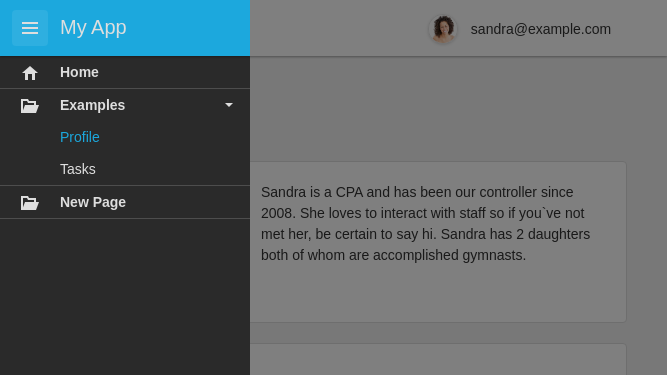 My App
sandra@example.com
Home
Examples
Profile
Tasks
New Page
Sandra is a CPA and has been our controller since
2008. She loves to interact with staff so if you`ve not
met her, be certain to say hi. Sandra has 2 daughters
both of whom are accomplished gymnasts.